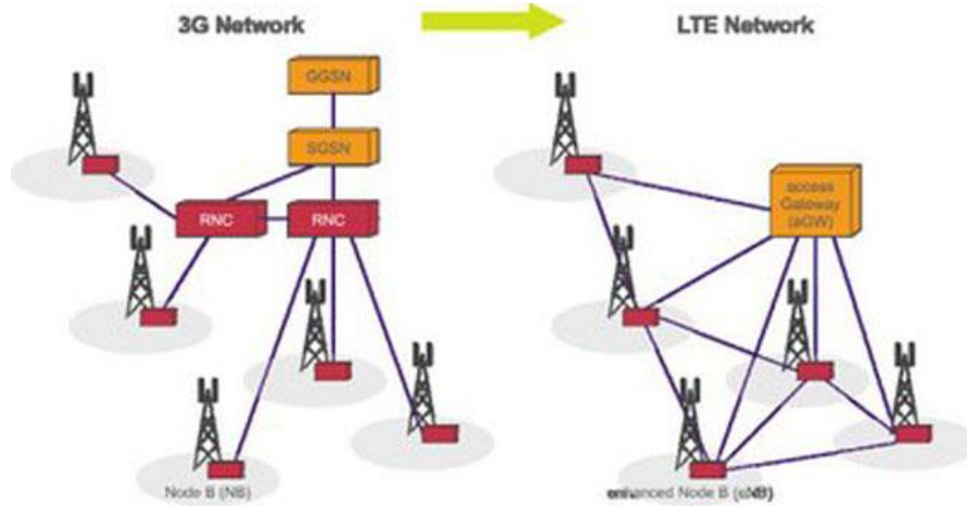 3G Network
LTE Network
GGSN
SGSN
RNC
RNC
access
Gateway
(aGW)
Node B (NB)
enhanced Node B (eNB)